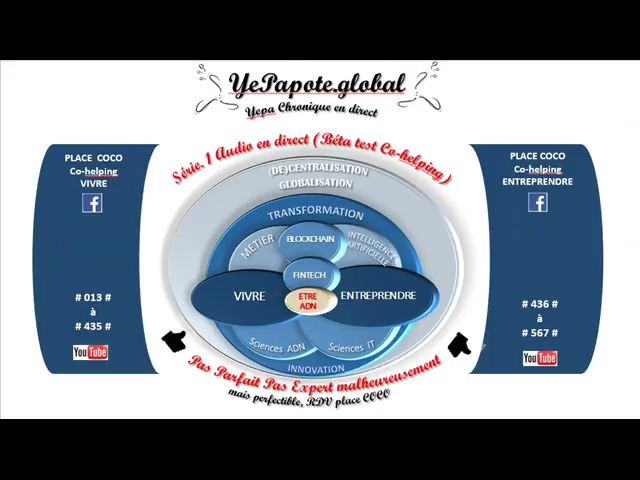 YePapote.global
Yepa Chronique en direct
Série.1 Audio en direct (Béta test Co-helping)
PLACE COCO
Co-helping
VIVRE
# 013 #
à
# 435 #
YouTube
(DE)CENTRALISATION
GLOBALISATION
TRANSFORMATION
METIER
BLOCKCHAIN
INTELLIGENCE
ARTIFICIELLE
FINTECH
VIVRE
ETRE
ADN
ENTREPRENDRE
Sciences ADN
Sciences IT
INNOVATION
PLACE COCO
Co-helping
ENTREPRENDRE
# 436 #
à
# 567 #
YouTube
Pas Parfait Pas Expert malheureusement
mais perfectible, RDV place COCO